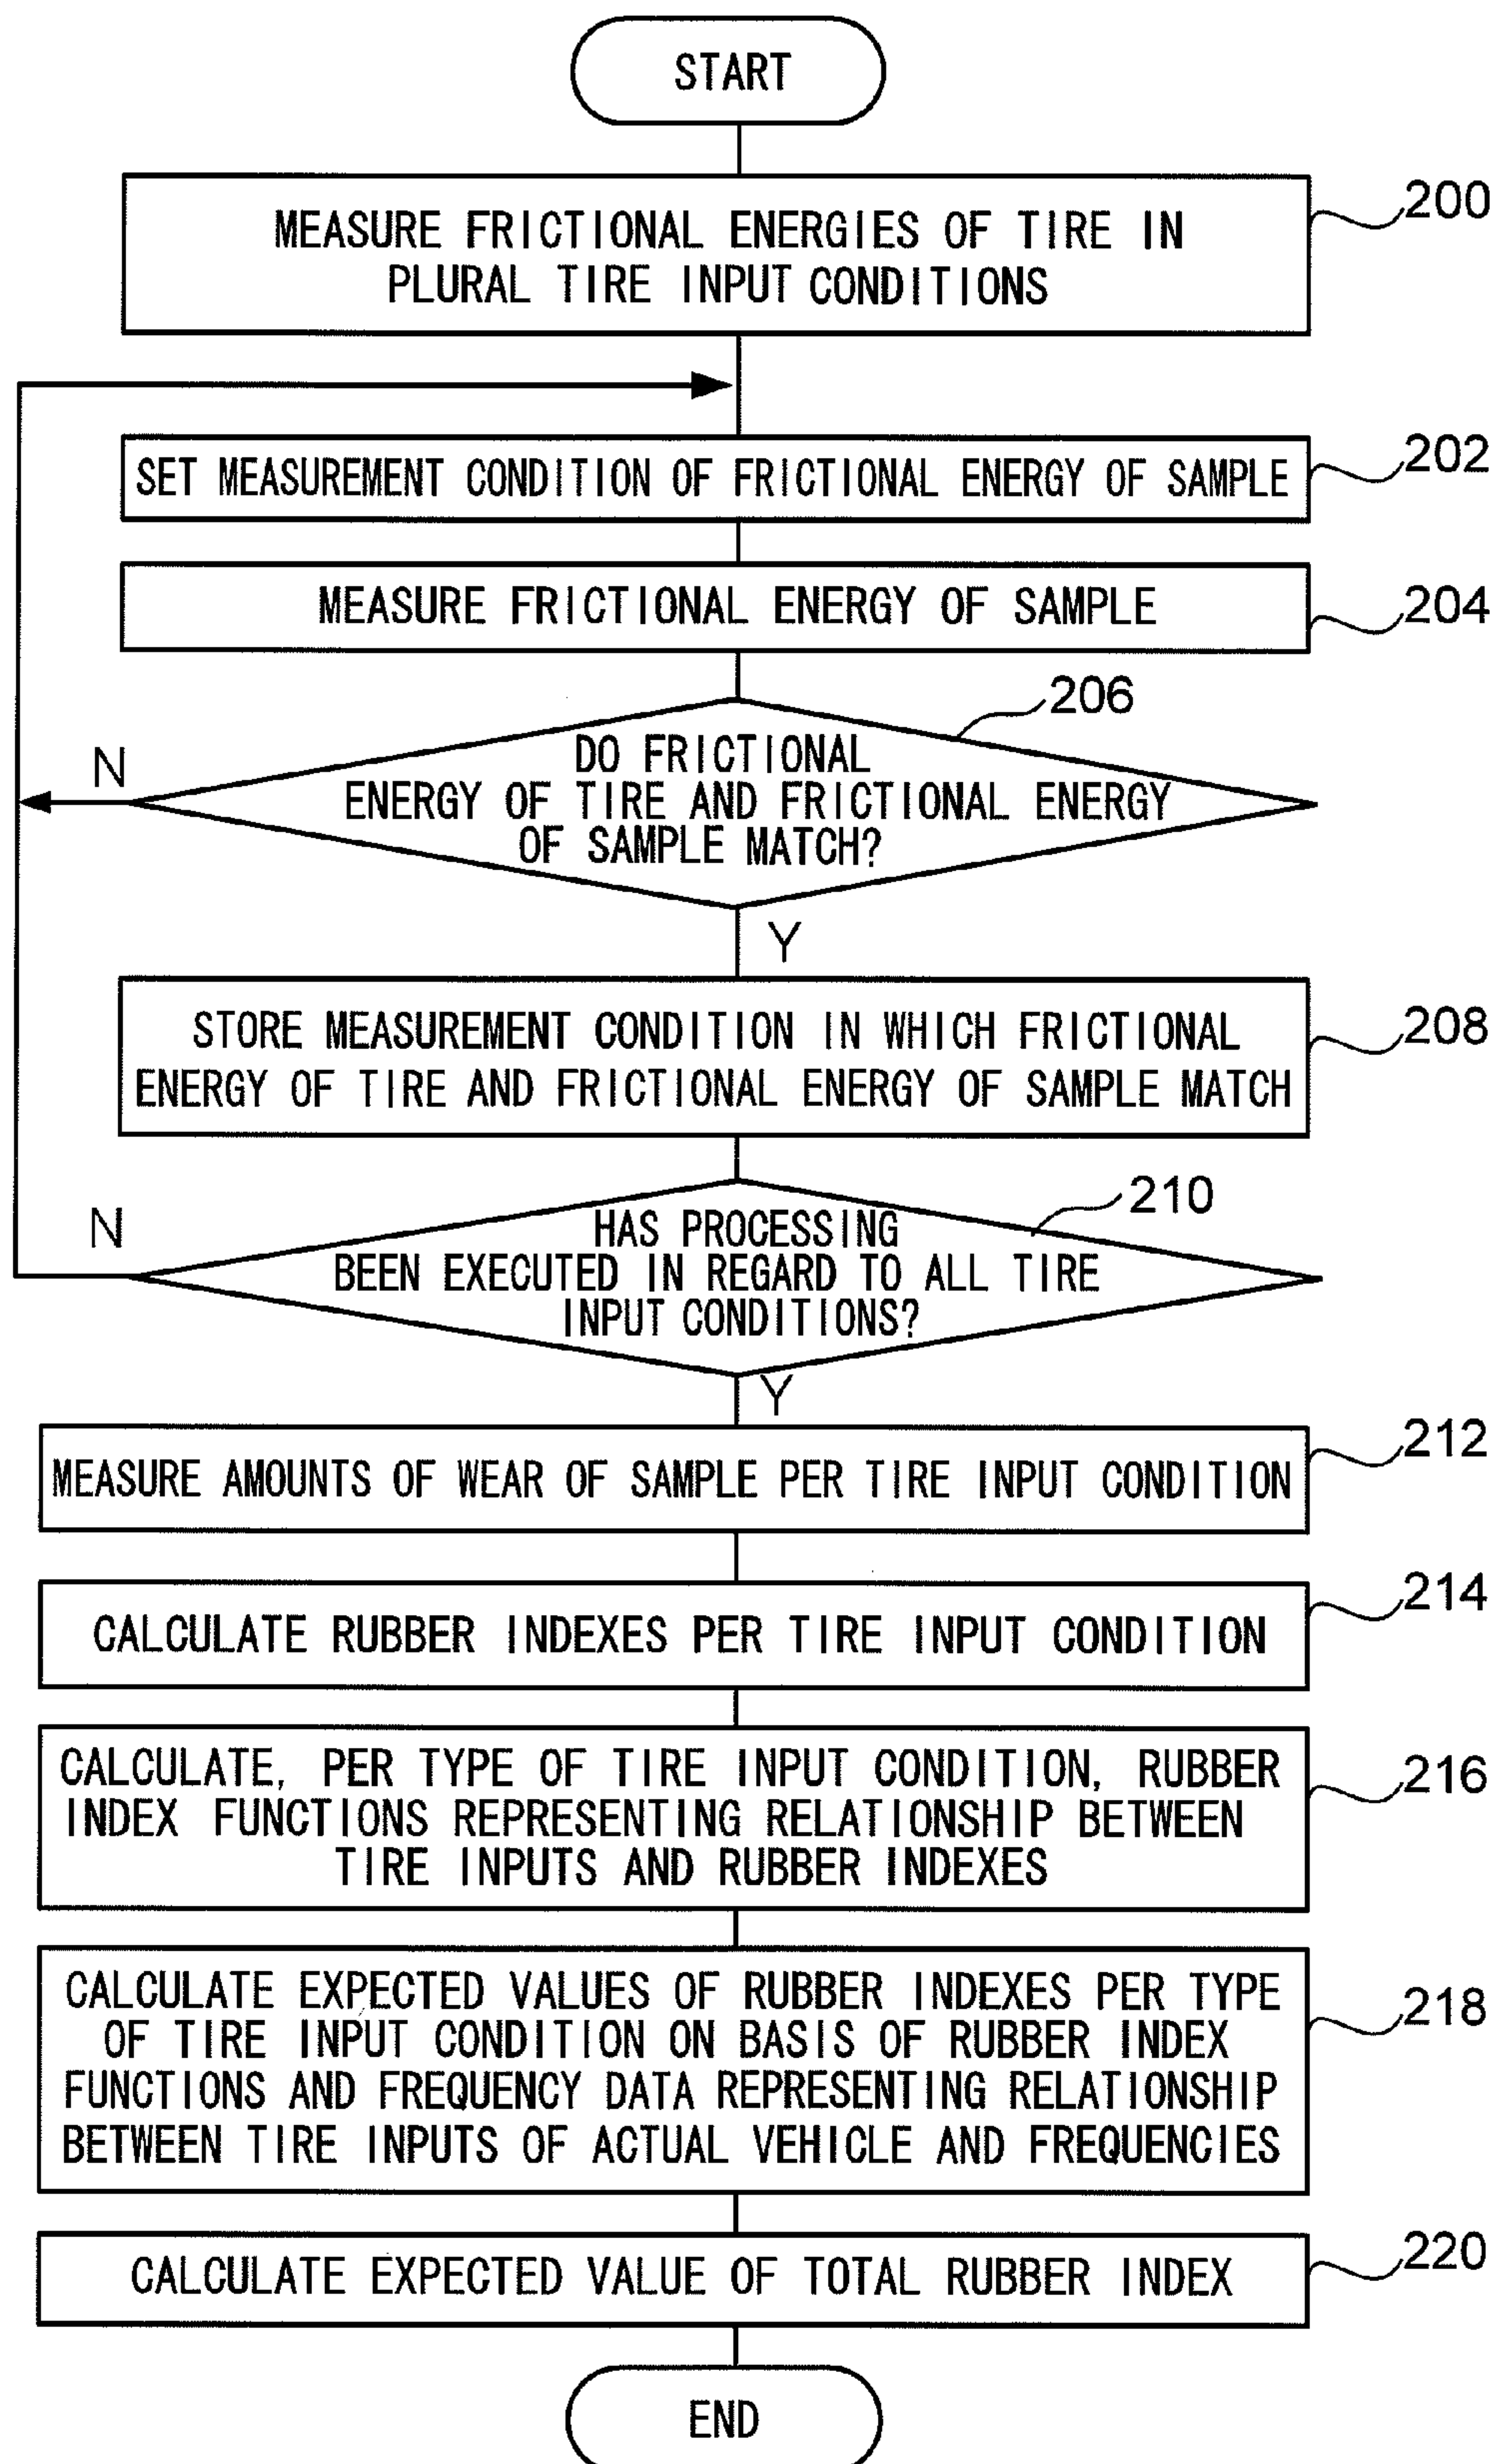 START
200
MEASURE FRICTIONAL ENERGIES OF TIRE IN
PLURAL TIRE INPUT CONDITIONS
202
SET MEASUREMENT CONDITION OF FRICTIONAL ENERGY OF SAMPLE
204
MEASURE FRICTIONAL ENERGY OF SAMPLE
206
N
DO FRICTIONAL
ENERGY OF TIRE AND FRICTIONAL ENERGY
OF SAMPLE MATCH?
Y
208
STORE MEASUREMENT CONDITION IN WHICH FRICTIONAL
ENERGY OF TIRE AND FRICTIONAL ENERGY OF SAMPLE MATCH
210
N
HAS PROCESSING
BEEN EXECUTED IN REGARD TO ALL TIRE
INPUT CONDITIONS?
Y
212
MEASURE AMOUNTS OF WEAR OF SAMPLE PER TIRE INPUT CONDITION
214
CALCULATE RUBBER INDEXES PER TIRE INPUT CONDITION
216
CALCULATE, PER TYPE OF TIRE INPUT CONDITION, RUBBER
INDEX FUNCTIONS REPRESENTING RELATIONSHIP BETWEEN
TIRE INPUTS AND RUBBER INDEXES
218
CALCULATE EXPECTED VALUES OF RUBBER INDEXES PER TYPE
OF TIRE INPUT CONDITION ON BASIS OF RUBBER INDEX
FUNCTIONS AND FREQUENCY DATA REPRESENTING RELATIONSHIP
BETWEEN TIRE INPUTS OF ACTUAL VEHICLE AND FREQUENCIES
220
CALCULATE EXPECTED VALUE OF TOTAL RUBBER INDEX
END